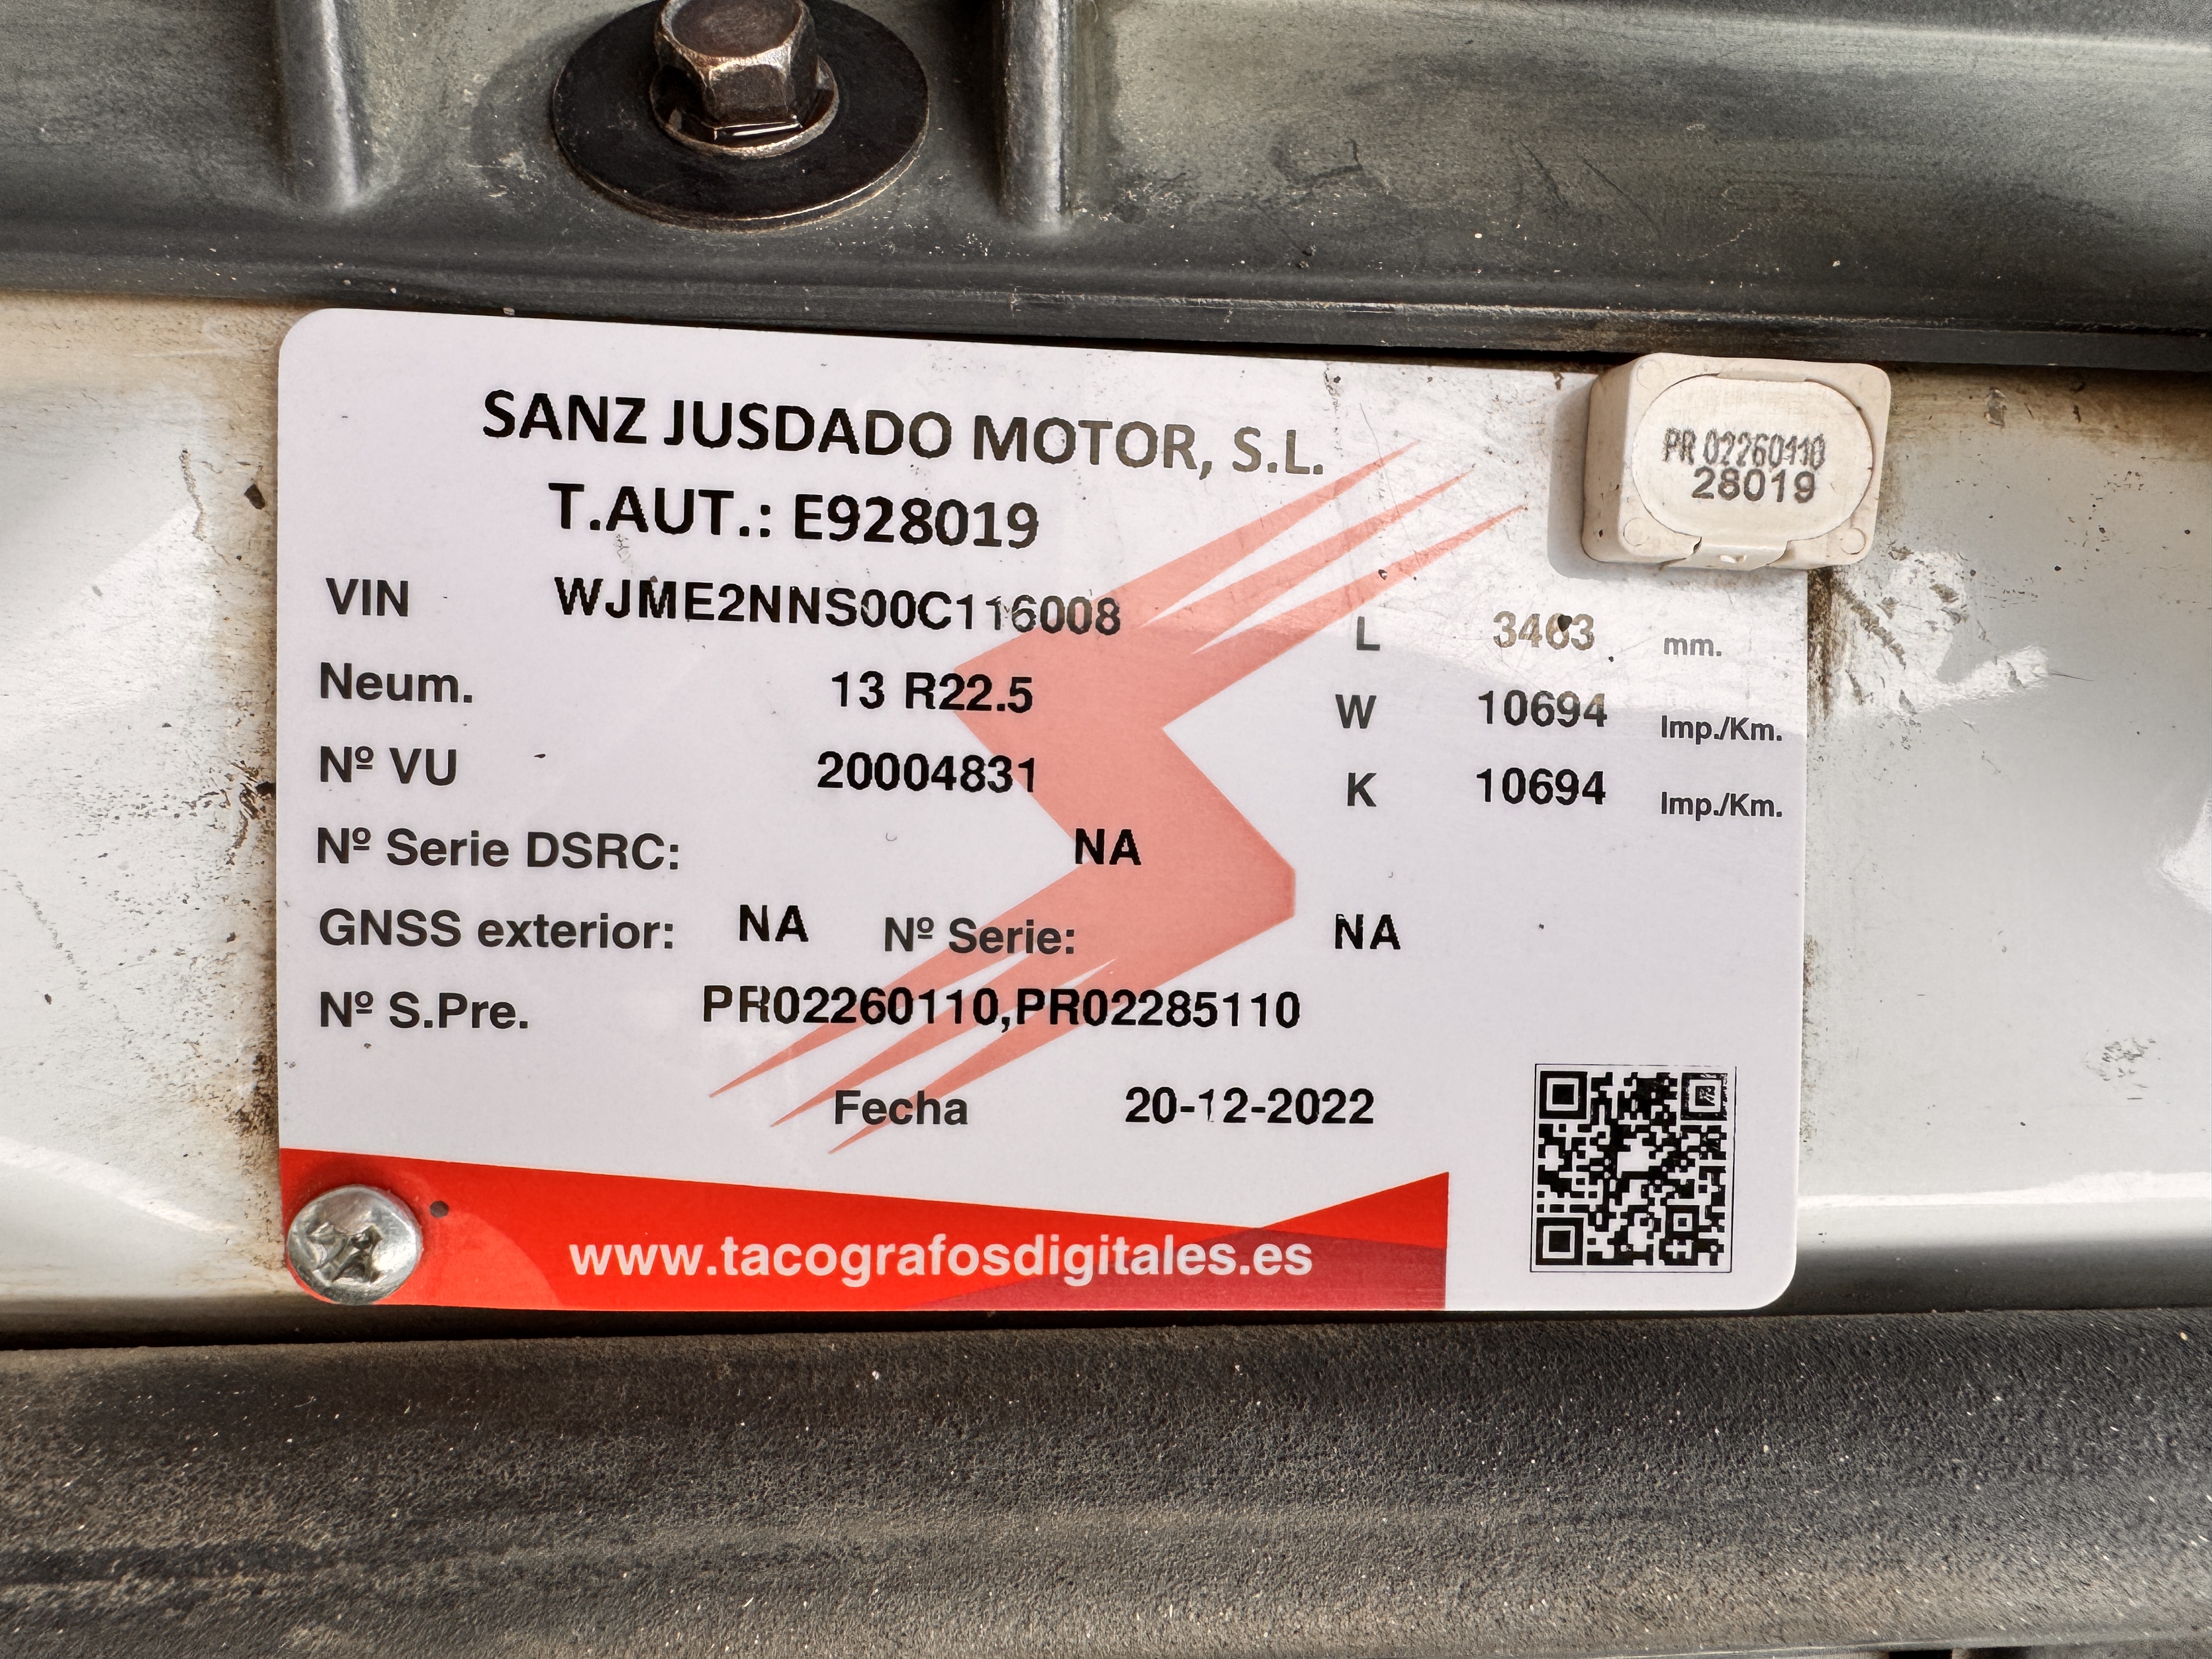 SANZ JUSDADO MOTOR, S.L.
T.AUT.: E928019
PR 02260110
28019
VIN WJME2NNS00C116008
L 3463 mm.
Neum. 13 R22.5
W 10694 Imp./Km.
Nº VU 20004831
K 10694 Imp./Km.
Nº Serie DSRC: NA
GNSS exterior: NA Nº Serie: NA
Nº S.Pre. PR02260110,PR02285110
Fecha 20-12-2022
www.tacografosdigitales.es